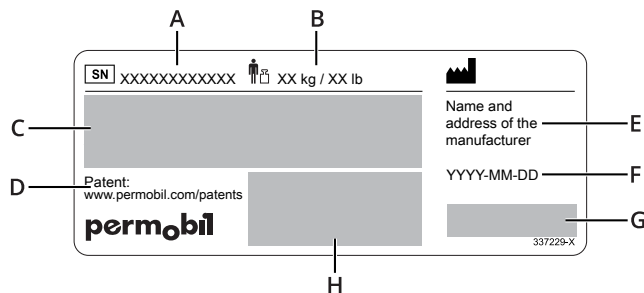 A
B
SN XXXXXXXXXXXX XX kg / XX lb
C
Name and
address of the
manufacturer
E
D
Patent:
www.permobil.com/patents
YYYY-MM-DD
F
permobil
G
337229-X
H